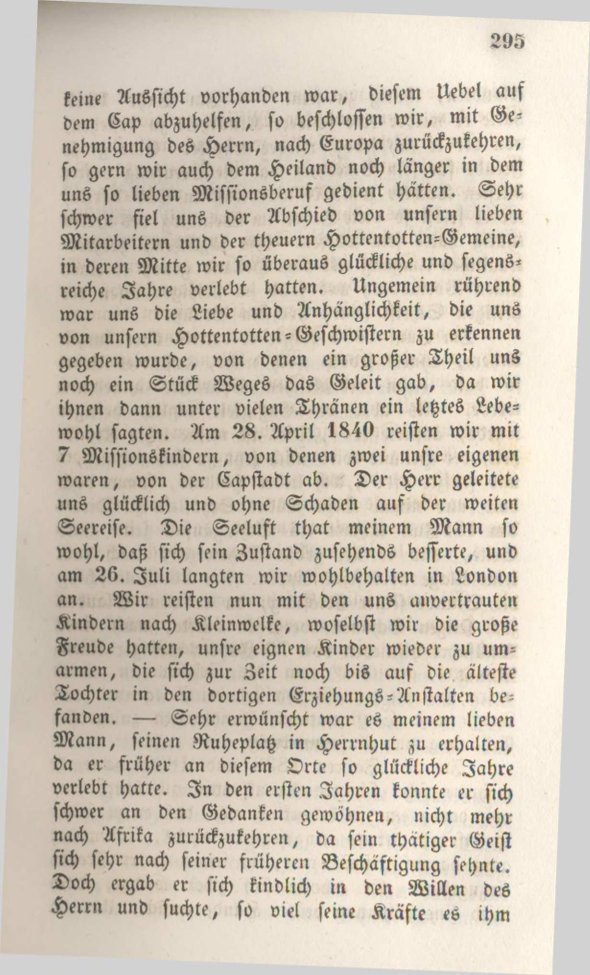 295
keine Aussicht vorhanden war, diesem Uebel auf
dem Cap abzuhelfen, so beschlossen wir, mit Ge=
nehmigung des Herrn, nach Europa zurückzukehren,
so gern wir auch dem Heiland noch länger in dem
uns so lieben Missionsberuf gedient hätten. Sehr
schwer fiel uns der Abschied von unsern lieben
Mitarbeitern und der theuern Hottentotten=Gemeine,
in deren Mitte wir so überaus glückliche und segens=
reiche Jahre verlebt hatten. Ungemein rührend
war uns die Liebe und Anhänglichkeit, die uns
von unsern Hottentotten=Geschwistern zu erkennen
gegeben wurde, von denen ein großer Theil uns
noch ein Stück Weges das Geleit gab, da wir
ihnen dann unter vielen Thränen ein letztes Lebe=
wohl sagten. Am 28. April 1840 reisten wir mit
7 Missionskindern, von denen zwei unsre eigenen
waren, von der Capstadt ab. Der Herr geleitete
uns glücklich und ohne Schaden auf der weiten
Seereise. Die Seeluft that meinem Mann so
wohl, daß sich sein Zustand zusehends besserte, und
am 26. Juli langten wir wohlbehalten in London
an. Wir reisten nun mit den uns anvertrauten
Kindern nach Kleinwelke, woselbst wir die große
Freude hatten, unsre eignen Kinder wieder zu um=
armen, die sich zur Zeit noch bis auf die älteste
Tochter in den dortigen Erziehungs=Anstalten be=
fanden. — Sehr erwünscht war es meinem lieben
Mann, seinen Ruheplatz in Herrnhut zu erhalten,
da er früher an diesem Orte so glückliche Jahre
verlebt hatte. In den ersten Jahren konnte er sich
schwer an den Gedanken gewöhnen, nicht mehr
nach Afrika zurückzukehren, da sein thätiger Geist
sich sehr nach seiner früheren Beschäftigung sehnte.
Doch ergab er sich kindlich in den Willen des
Herrn und suchte, so viel seine Kräfte es ihm